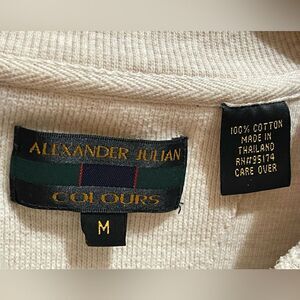 ALEXANDER JULIAN
COLOURS
M
100% COTTON
MADE IN
THAILAND
RN#95174
CARE OVER